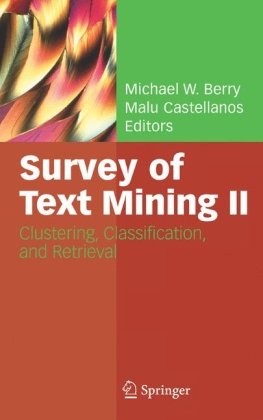 Michael W. Berry
Malu Castellanos
Editors
Survey of
Text Mining II
Clustering, Classification,
and Retrieval
Springer